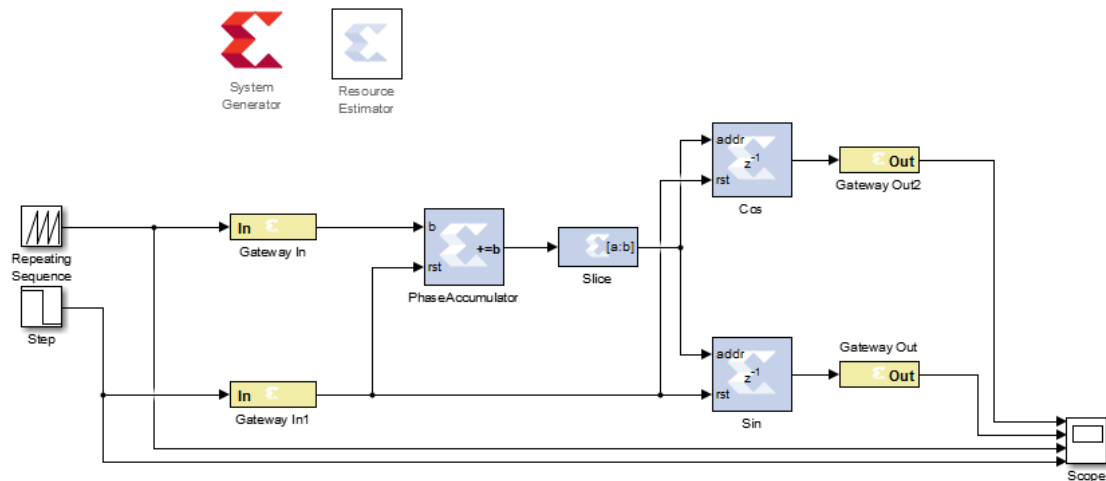 System
Generator
Resource
Estimator
addr
z-1
rst
Cos
Out
Gateway Out2
Repeating
Sequence
In
Gateway In
b
+=b
rst
PhaseAccumulator
[a:b]
Slice
Step
In
Gateway In1
addr
z-1
rst
Sin
Gateway Out
Out
Scope